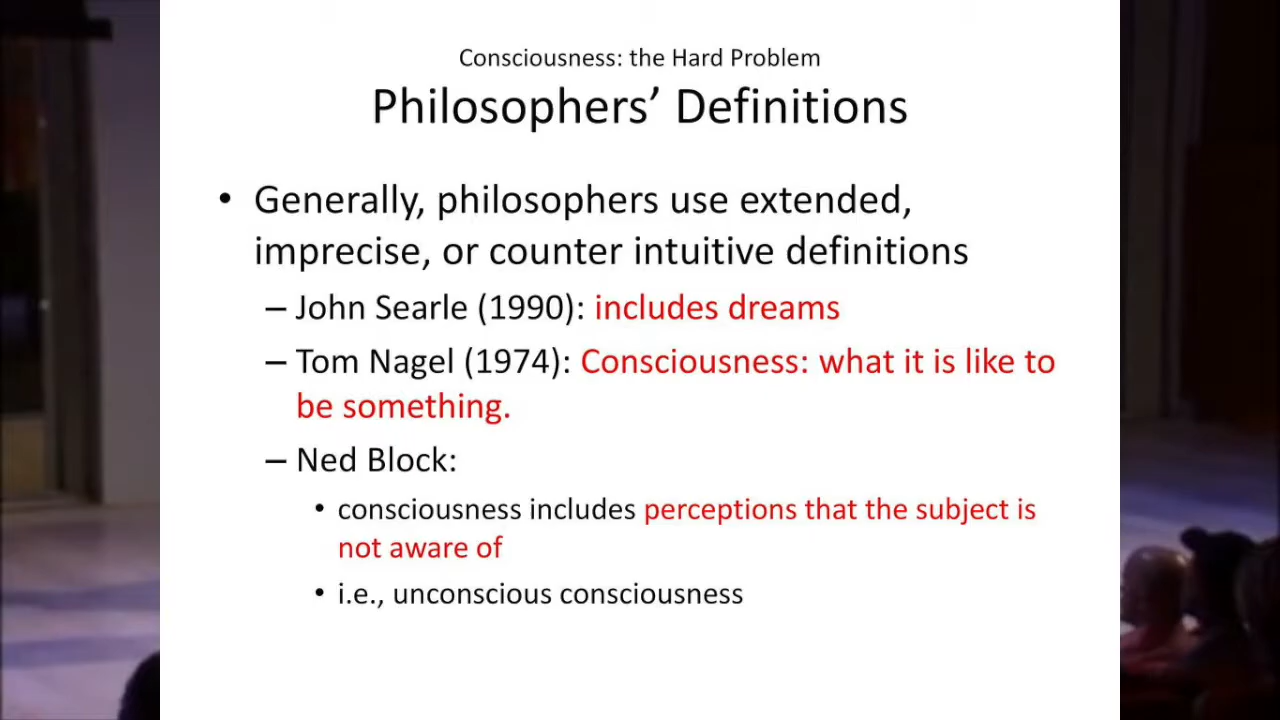 Consciousness: the Hard Problem
Philosophers’ Definitions
• Generally, philosophers use extended,
imprecise, or counter intuitive definitions
– John Searle (1990): includes dreams
– Tom Nagel (1974): Consciousness: what it is like to
be something.
– Ned Block:
• consciousness includes perceptions that the subject is
not aware of
• i.e., unconscious consciousness